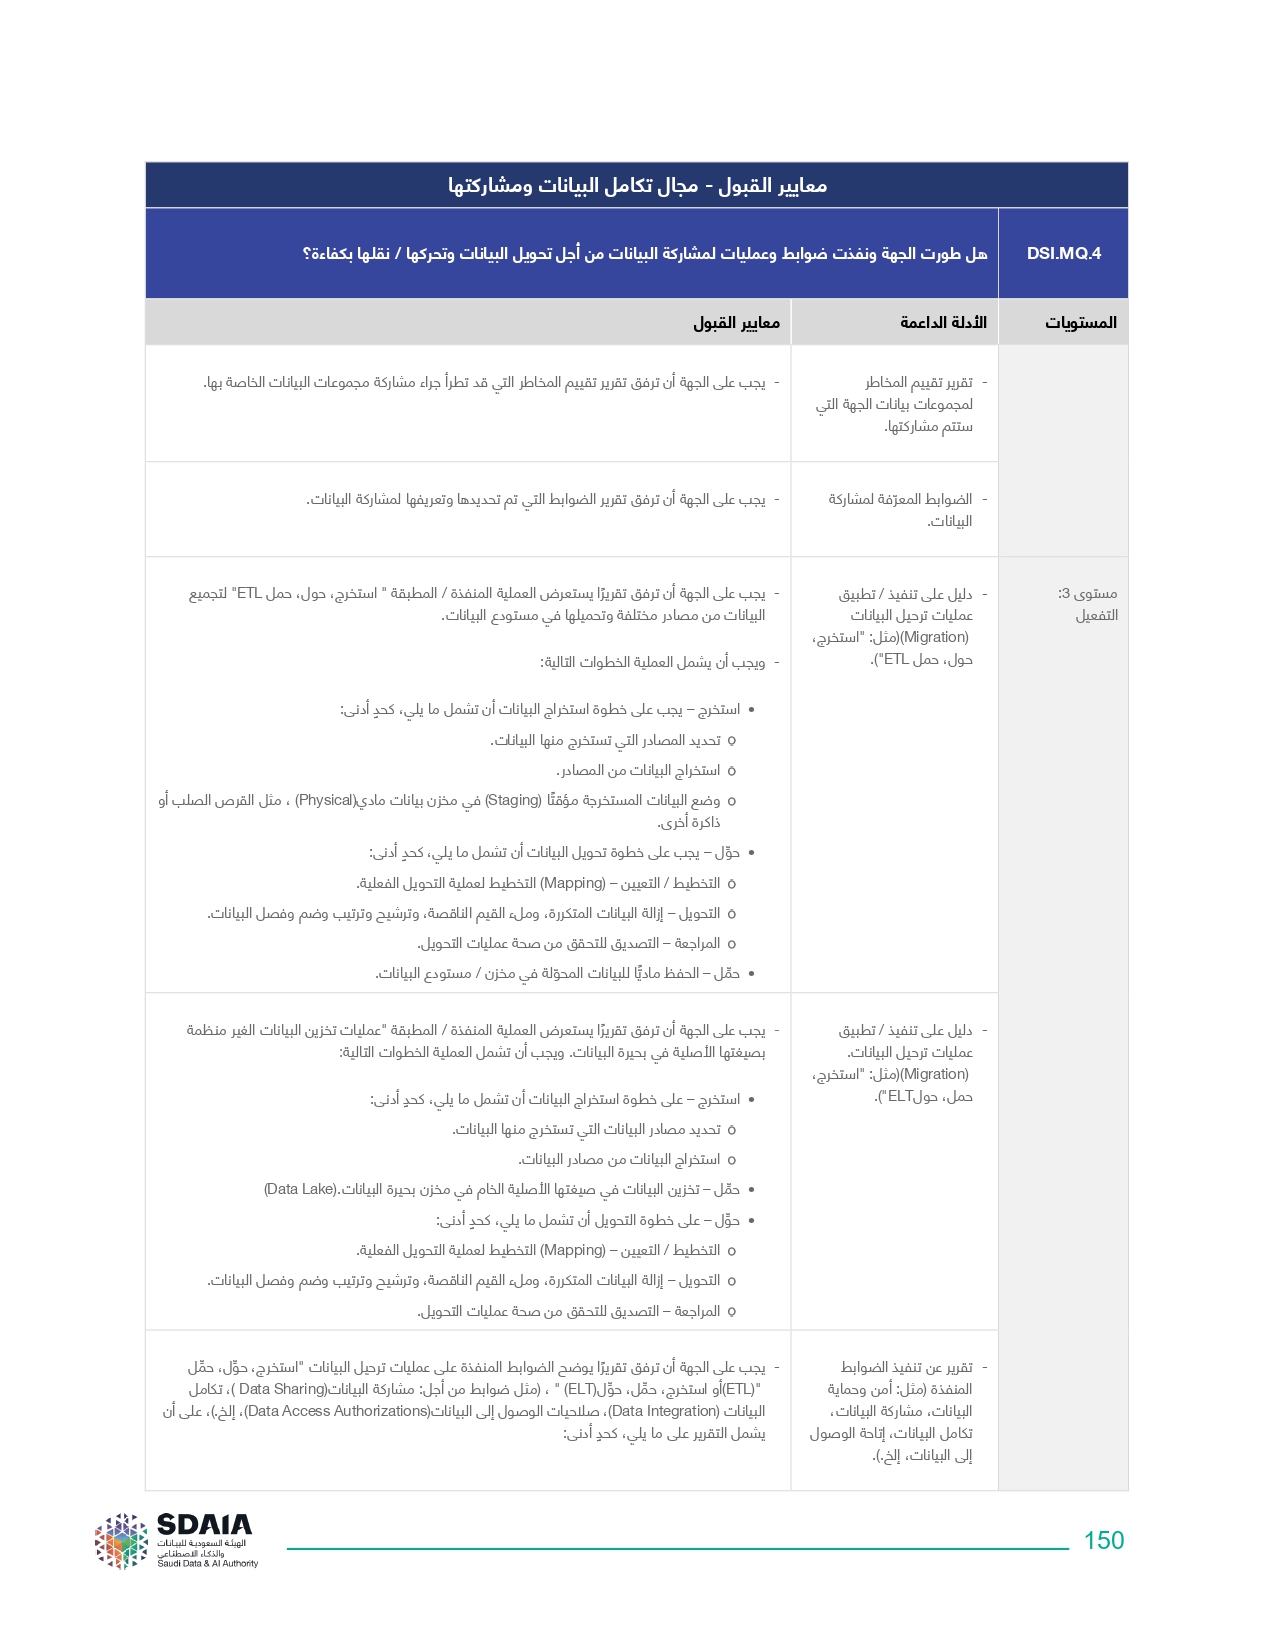 معايير القبول - مجال تكامل البيانات ومشاركتها
DSI.MQ.4
هل طورت الجهة ونفذت ضوابط وعمليات لمشاركة البيانات من أجل تحويل البيانات وتحركها / نقلها بكفاءة؟
المستويات
الأدلة الداعمة
معايير القبول
- تقرير تقييم المخاطر
لمجموعات بيانات الجهة التي
ستتم مشاركتها.
- يجب على الجهة أن ترفق تقرير تقييم المخاطر التي قد تطرأ جراء مشاركة مجموعات البيانات الخاصة بها.
- الضوابط المعرّفة لمشاركة
البيانات.
- يجب على الجهة أن ترفق تقرير الضوابط التي تم تحديدها وتعريفها لمشاركة البيانات.
مستوى 3:
التفعيل
- دليل على تنفيذ / تطبيق
عمليات ترحيل البيانات
(Migration)(مثل: "استخرج،
حول، حمل ETL").
- يجب على الجهة أن ترفق تقريرًا يستعرض العملية المنفذة / المطبقة " استخرج، حول، حمل ETL" لتجميع
البيانات من مصادر مختلفة وتحميلها في مستودع البيانات.
- ويجب أن يشمل العملية الخطوات التالية:
• استخرج – يجب على خطوة استخراج البيانات أن تشمل ما يلي، كحدٍ أدنى:
o تحديد المصادر التي تستخرج منها البيانات.
o استخراج البيانات من المصادر.
o وضع البيانات المستخرجة مؤقتًا (Staging) في مخزن بيانات مادي(Physical) ، مثل القرص الصلب أو
ذاكرة أخرى.
• حوِّل – يجب على خطوة تحويل البيانات أن تشمل ما يلي، كحدٍ أدنى:
o التخطيط / التعيين – (Mapping) التخطيط لعملية التحويل الفعلية.
o التحويل – إزالة البيانات المتكررة، وملء القيم الناقصة، وترشيح وترتيب وضم وفصل البيانات.
o المراجعة – التصديق للتحقق من صحة عمليات التحويل.
• حمِّل – الحفظ ماديًّا للبيانات المحوّلة في مخزن / مستودع البيانات.
- دليل على تنفيذ / تطبيق
عمليات ترحيل البيانات.
(Migration)(مثل: "استخرج،
حمل، حولELT").
- يجب على الجهة أن ترفق تقريرًا يستعرض العملية المنفذة / المطبقة "عمليات تخزين البيانات الغير منظمة
بصيغتها الأصلية في بحيرة البيانات. ويجب أن تشمل العملية الخطوات التالية:
• استخرج – على خطوة استخراج البيانات أن تشمل ما يلي، كحدٍ أدنى:
o تحديد مصادر البيانات التي تستخرج منها البيانات.
o استخراج البيانات من مصادر البيانات.
• حمِّل – تخزين البيانات في صيغتها الأصلية الخام في مخزن بحيرة البيانات.(Data Lake)
• حوِّل – على خطوة التحويل أن تشمل ما يلي، كحدٍ أدنى:
o التخطيط / التعيين – (Mapping) التخطيط لعملية التحويل الفعلية.
o التحويل – إزالة البيانات المتكررة، وملء القيم الناقصة، وترشيح وترتيب وضم وفصل البيانات.
o المراجعة – التصديق للتحقق من صحة عمليات التحويل.
- تقرير عن تنفيذ الضوابط
المنفذة (مثل: أمن وحماية
البيانات، مشاركة البيانات،
تكامل البيانات، إتاحة الوصول
إلى البيانات، إلخ.).
- يجب على الجهة أن ترفق تقريرًا يوضح الضوابط المنفذة على عمليات ترحيل البيانات "استخرج، حوِّل، حمِّل
"(ETL)أو استخرج، حمِّل، حوِّل(ELT) " ، (مثل ضوابط من أجل: مشاركة البيانات(Data Sharing )، تكامل
البيانات (Data Integration)، صلاحيات الوصول إلى البيانات(Data Access Authorizations)، إلخ.)، على أن
يشمل التقرير على ما يلي، كحدٍ أدنى:
SDAIA
الهيئة السعودية للبيانات
والذكاء الاصطناعي
Saudi Data & AI Authority
150